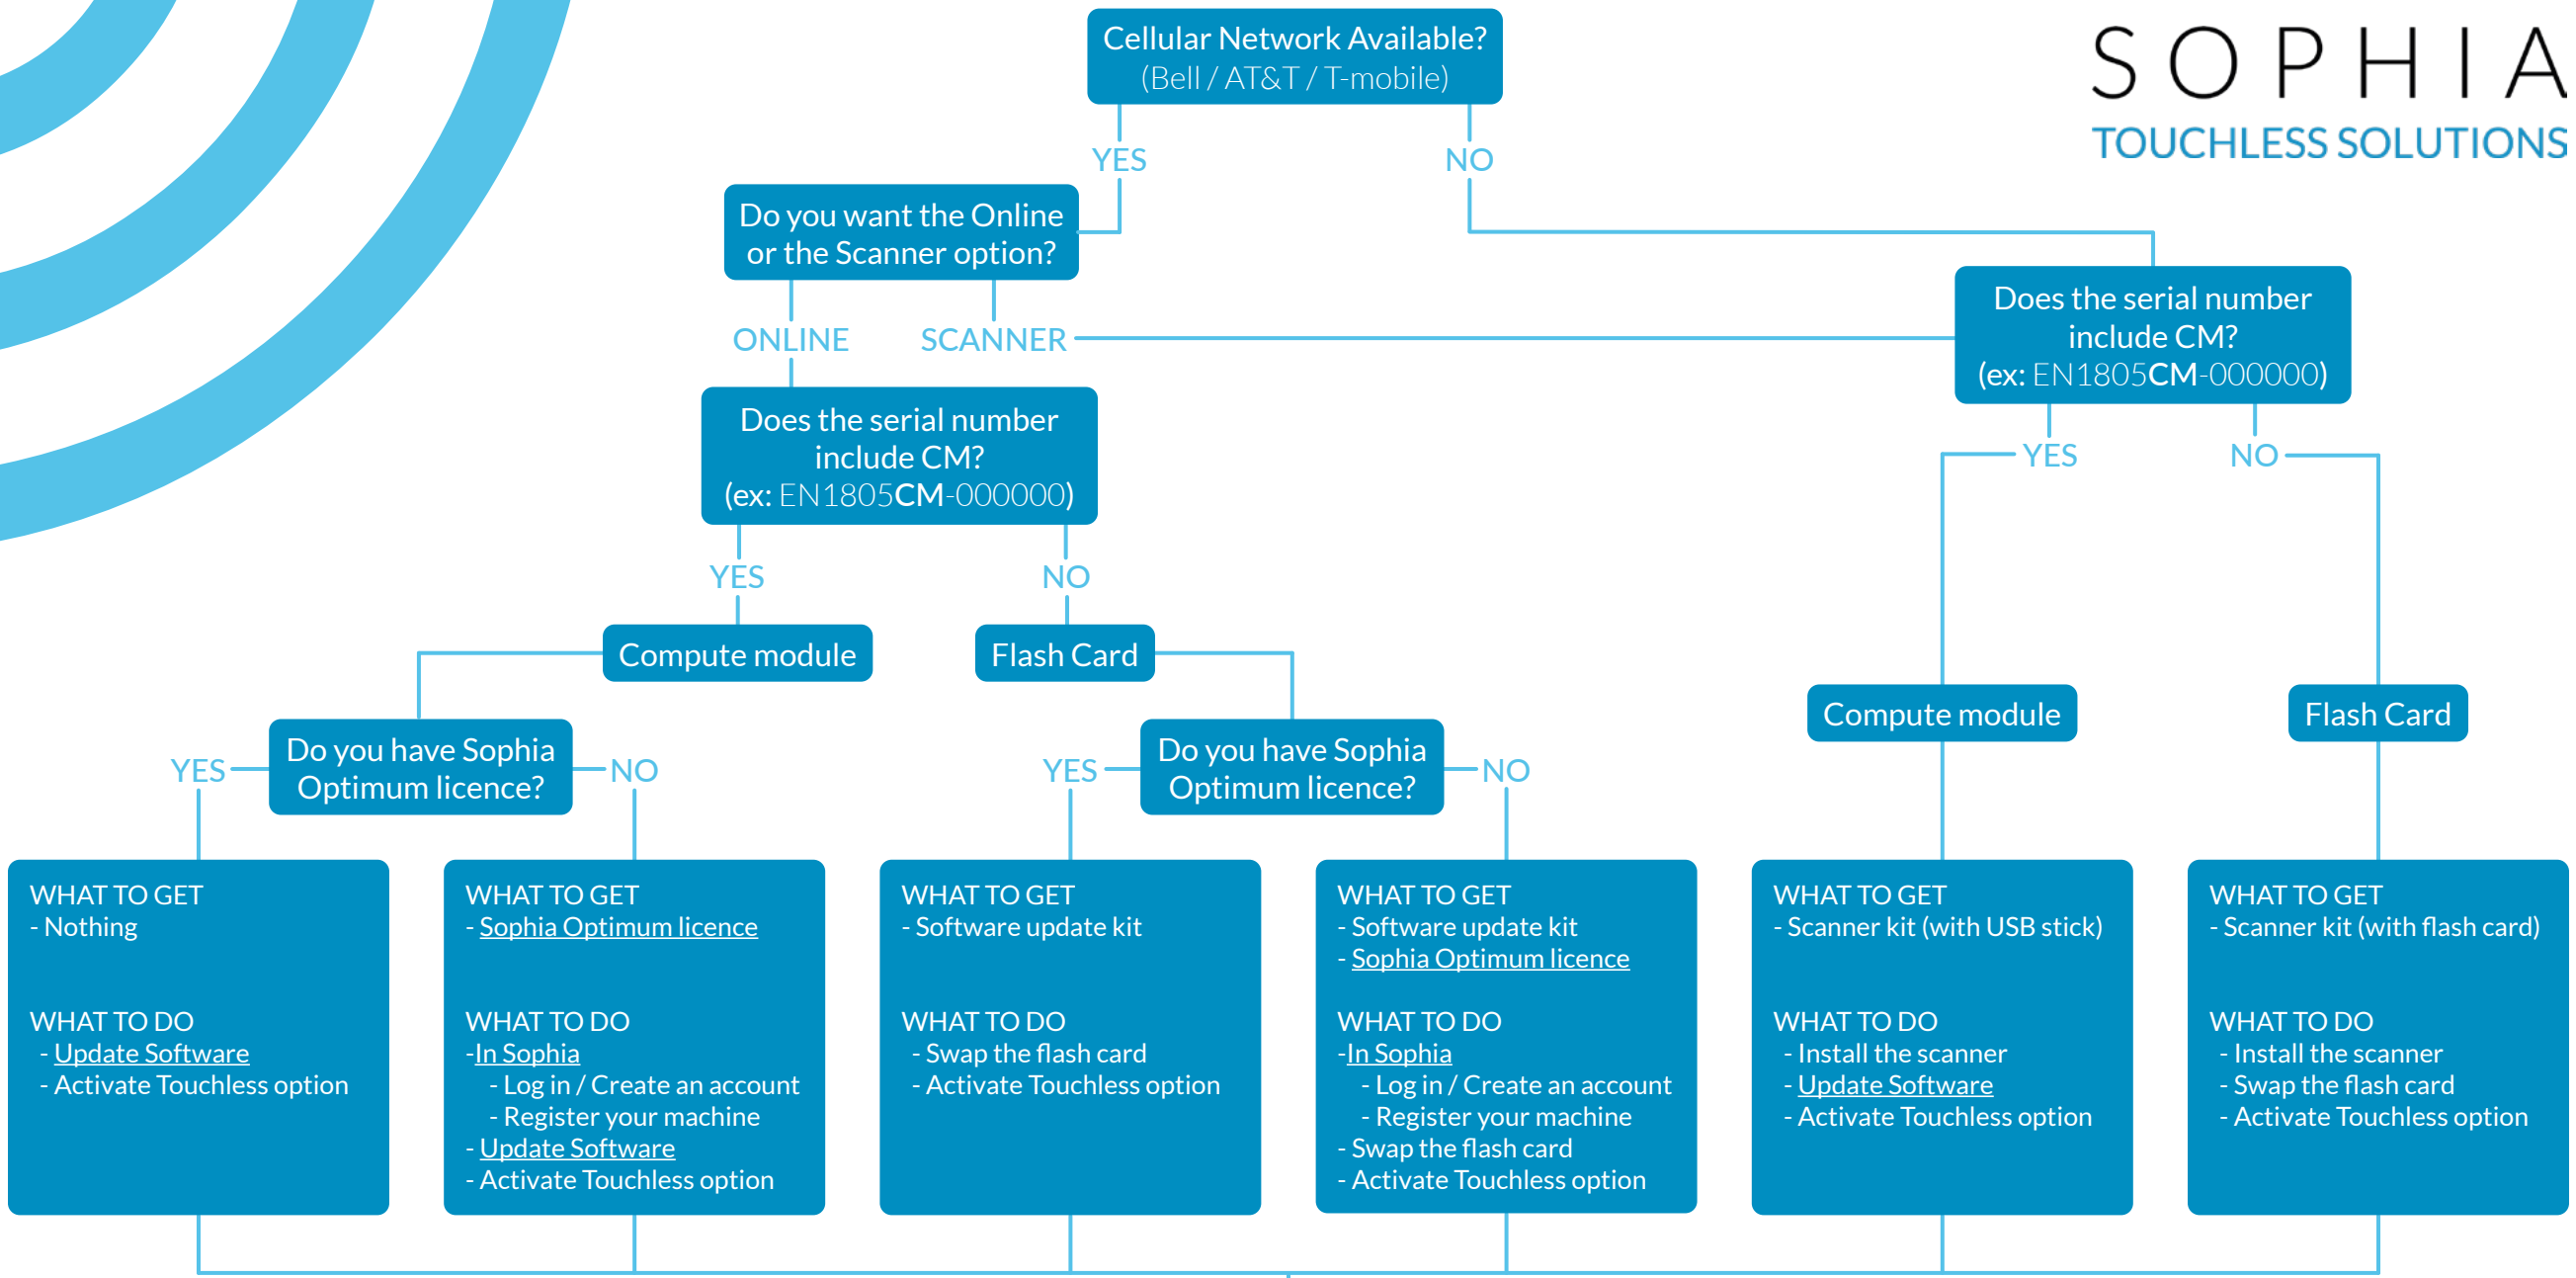 Cellular Network Available?
(Bell / AT&T / T-mobile)
SOPHIA
TOUCHLESS SOLUTIONS
YES
NO
Do you want the Online
or the Scanner option?
ONLINE
SCANNER
Does the serial number
include CM?
(ex: EN1805CM-000000)
YES
NO
Does the serial number
include CM?
(ex: EN1805CM-000000)
YES
NO
Compute module
Flash Card
Compute module
Flash Card
YES
Do you have Sophia
Optimum licence?
NO
YES
Do you have Sophia
Optimum licence?
NO
WHAT TO GET
- Nothing
WHAT TO DO
- Update Software
- Activate Touchless option
WHAT TO GET
- Sophia Optimum licence
WHAT TO DO
-In Sophia
- Log in / Create an account
- Register your machine
- Update Software
- Activate Touchless option
WHAT TO GET
- Software update kit
WHAT TO DO
- Swap the flash card
- Activate Touchless option
WHAT TO GET
- Software update kit
- Sophia Optimum licence
WHAT TO DO
-In Sophia
- Log in / Create an account
- Register your machine
- Swap the flash card
- Activate Touchless option
WHAT TO GET
- Scanner kit (with USB stick)
WHAT TO DO
- Install the scanner
- Update Software
- Activate Touchless option
WHAT TO GET
- Scanner kit (with flash card)
WHAT TO DO
- Install the scanner
- Swap the flash card
- Activate Touchless option